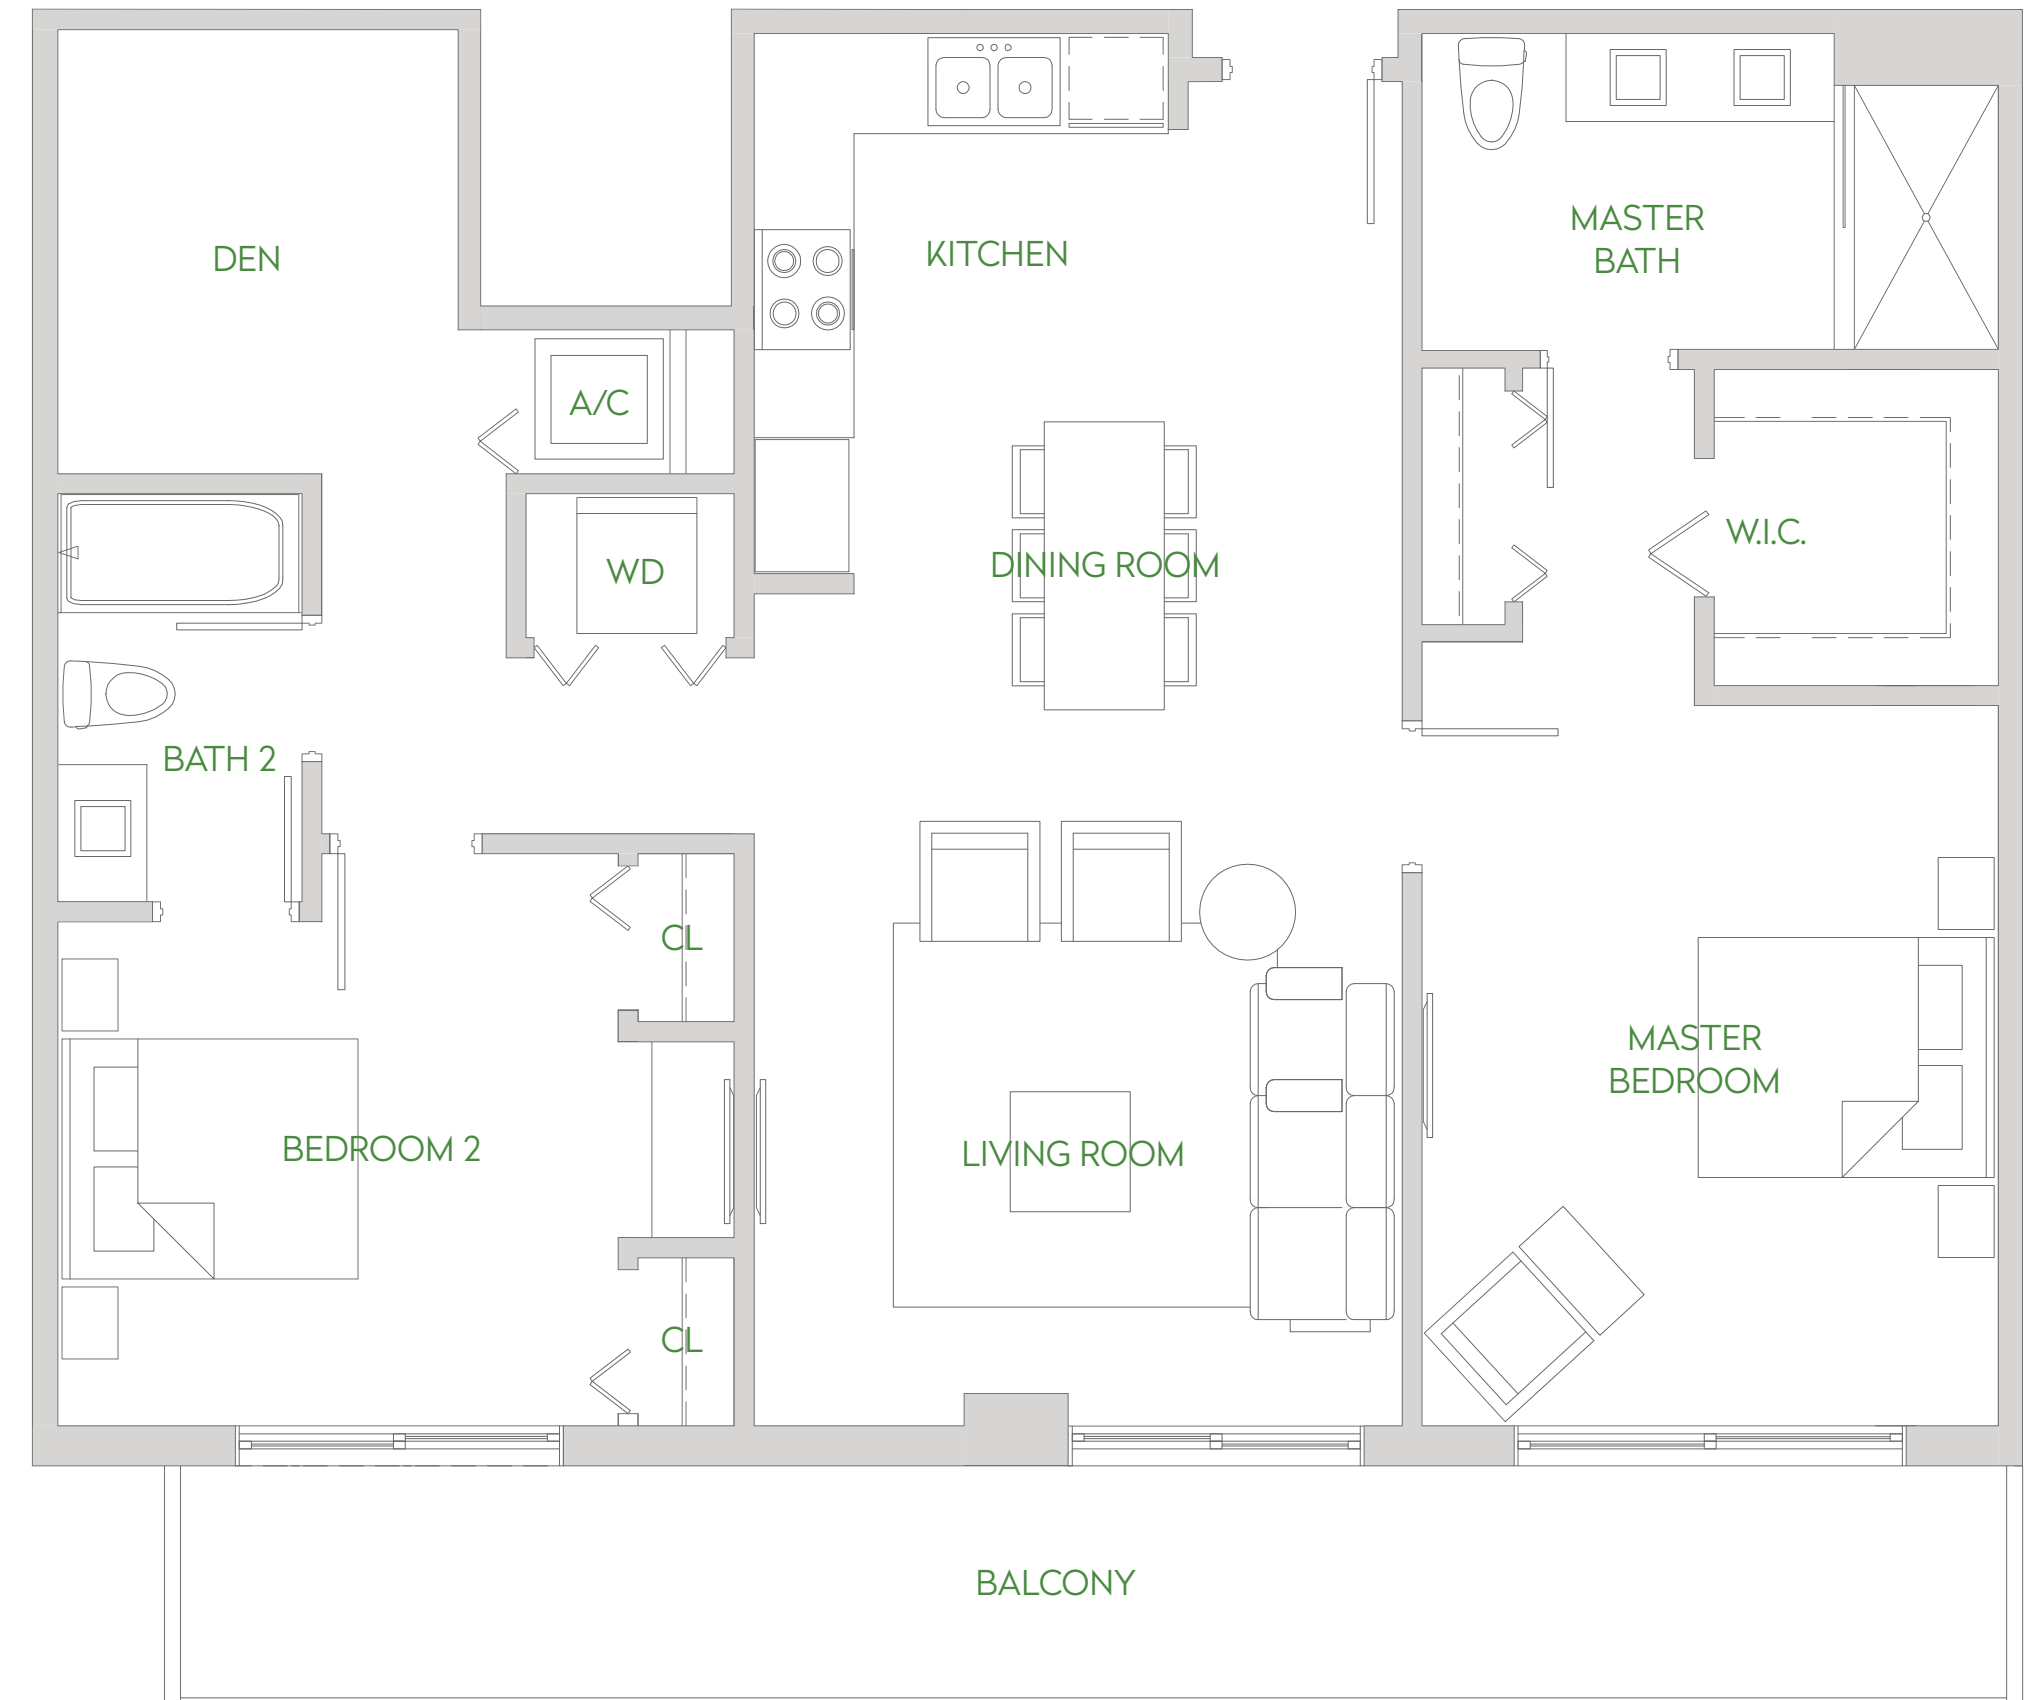 DEN
KITCHEN
MASTER
BATH
A/C
WD
DINING ROOM
W.I.C.
BATH 2
CL
MASTER
BEDROOM
BEDROOM 2
LIVING ROOM
CL
BALCONY